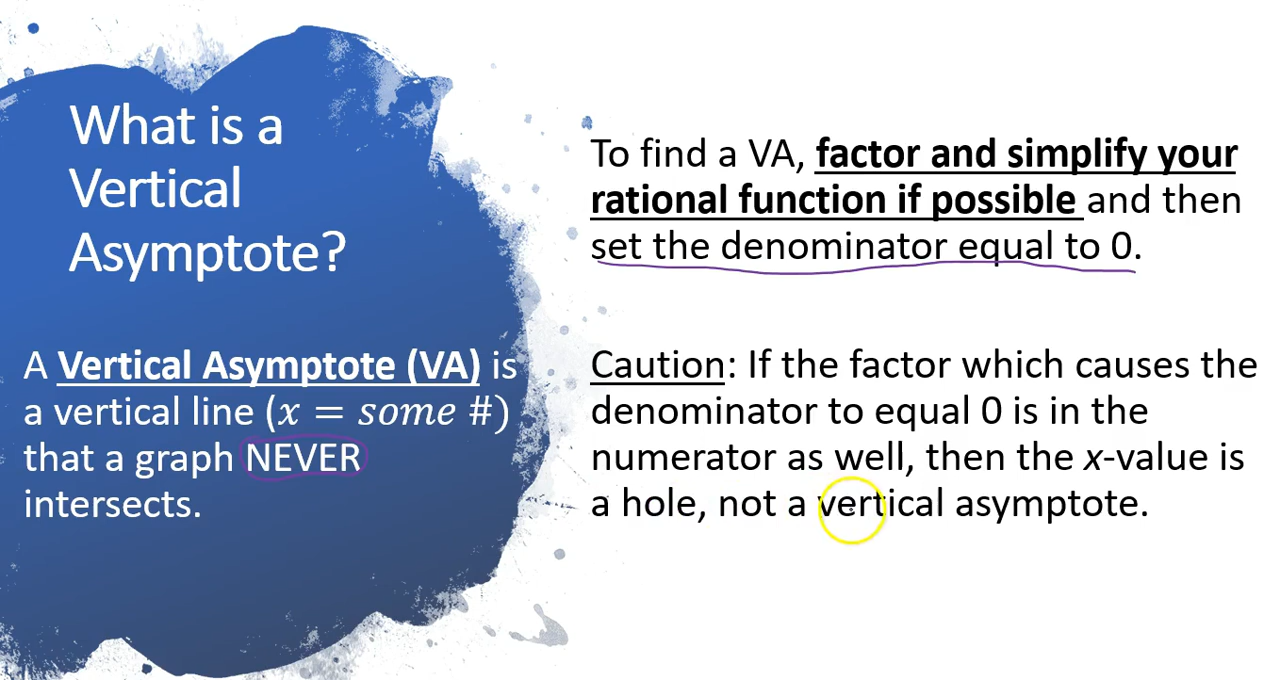 What is a
Vertical
Asymptote?
A Vertical Asymptote (VA) is
a vertical line (x = some #)
that a graph NEVER
intersects.
To find a VA, factor and simplify your
rational function if possible and then
set the denominator equal to 0.
Caution: If the factor which causes the
denominator to equal 0 is in the
numerator as well, then the x-value is
a hole, not a vertical asymptote.